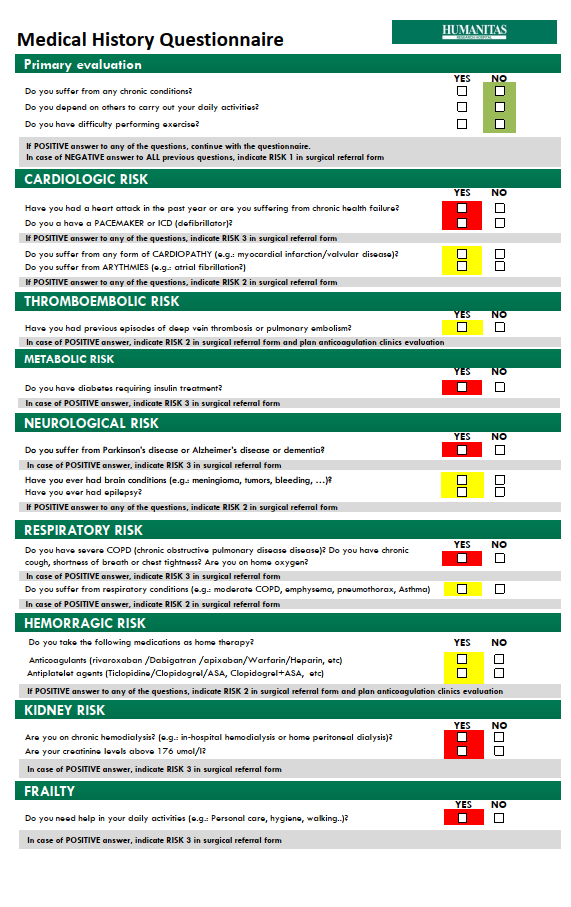 HUMANITAS
RESEARCH HOSPITAL
Medical History Questionnaire
Primary evaluation
YES NO
Do you suffer from any chronic conditions?
Do you depend on others to carry out your daily activities?
Do you have difficulty performing exercise?
If POSITIVE answer to any of the questions, continue with the questionnaire.
In case of NEGATIVE answer to ALL previous questions, indicate RISK 1 in surgical referral form
CARDIOLOGIC RISK
YES NO
Have you had a heart attack in the past year or are you suffering from chronic health failure?
Do you a have a PACEMAKER or ICD (defibrillator)?
If POSITIVE answer to any of the questions, indicate RISK 3 in surgical referral form
Do you suffer from any form of CARDIOPATHY (e.g.: myocardial infarction/valvular disease)?
Do you suffer from ARYTHMIES (e.g.: atrial fibrillation?)
If POSITIVE answer to any of the questions, indicate RISK 2 in surgical referral form
THROMBOEMBOLIC RISK
YES NO
Have you had previous episodes of deep vein thrombosis or pulmonary embolism?
In case of POSITIVE answer, indicate RISK 2 in surgical referral form and plan anticoagulation clinics evaluation
METABOLIC RISK
YES NO
Do you have diabetes requiring insulin treatment?
In case of POSITIVE answer, indicate RISK 3 in surgical referral form
NEUROLOGICAL RISK
YES NO
Do you suffer from Parkinson's disease or Alzheimer's disease or dementia?
In case of POSITIVE answer, indicate RISK 3 in surgical referral form
Have you ever had brain conditions (e.g.: meningioma, tumors, bleeding, ...)?
Have you ever had epilepsy?
If POSITIVE answer to any of the questions, indicate RISK 2 in surgical referral form
RESPIRATORY RISK
YES NO
Do you have severe COPD (chronic obstructive pulmonary disease disease)? Do you have chronic
cough, shortness of breath or chest tightness? Are you on home oxygen?
In case of POSITIVE answer, indicate RISK 3 in surgical referral form
Do you suffer from respiratory conditions (e.g.: moderate COPD, emphysema, pneumothorax, Asthma)
In case of POSITIVE answer, indicate RISK 2 in surgical referral form
HEMORRAGIC RISK
Do you take the following medications as home therapy? YES NO
Anticoagulants (rivaroxaban /Dabigatran /apixaban/Warfarin/Heparin, etc)
Antiplatelet agents (Ticlopidine/Clopidogrel/ASA, Clopidogrel+ASA, etc)
If POSITIVE answer to any of the questions, indicate RISK 2 in surgical referral form and plan anticoagulation clinics evaluation
KIDNEY RISK
YES NO
Are you on chronic hemodialysis? (e.g.: in-hospital hemodialysis or home peritoneal dialysis)?
Are your creatinine levels above 176 umol/l?
In case of POSITIVE answer, indicate RISK 3 in surgical referral form
FRAILTY
YES NO
Do you need help in your daily activities (e.g.: Personal care, hygiene, walking..)?
In case of POSITIVE answer, indicate RISK 3 in surgical referral form